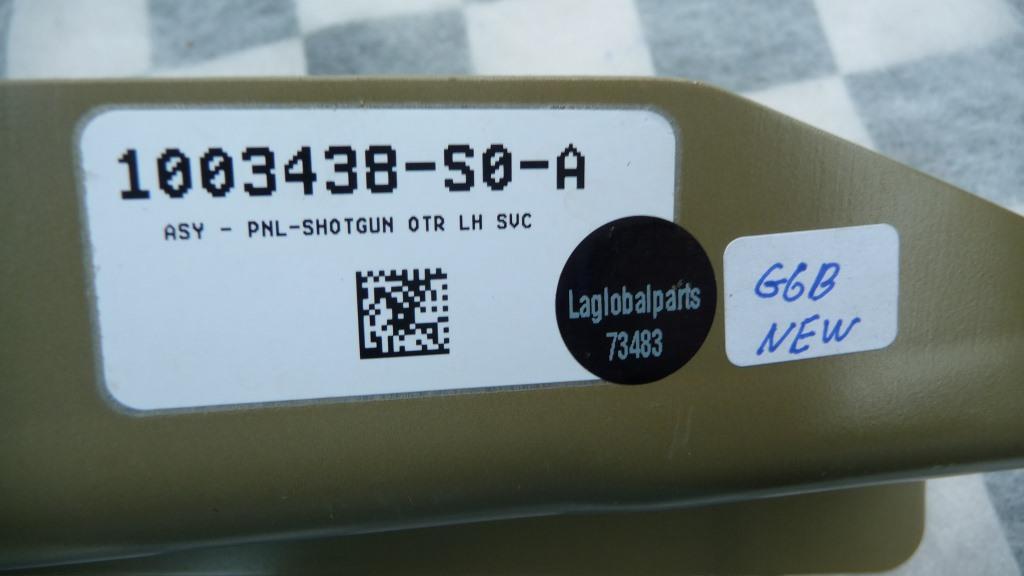 1003438-S0-A
ASY - PNL-SHOTGUN OTR LH SVC
Laglobalparts
73483
G6B
NEW